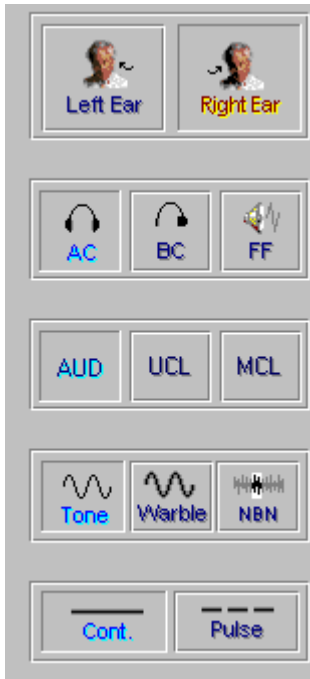 Left Ear Right Ear
AC BC FF
AUD UCL MCL
Tone Warble NBN
Cont. Pulse